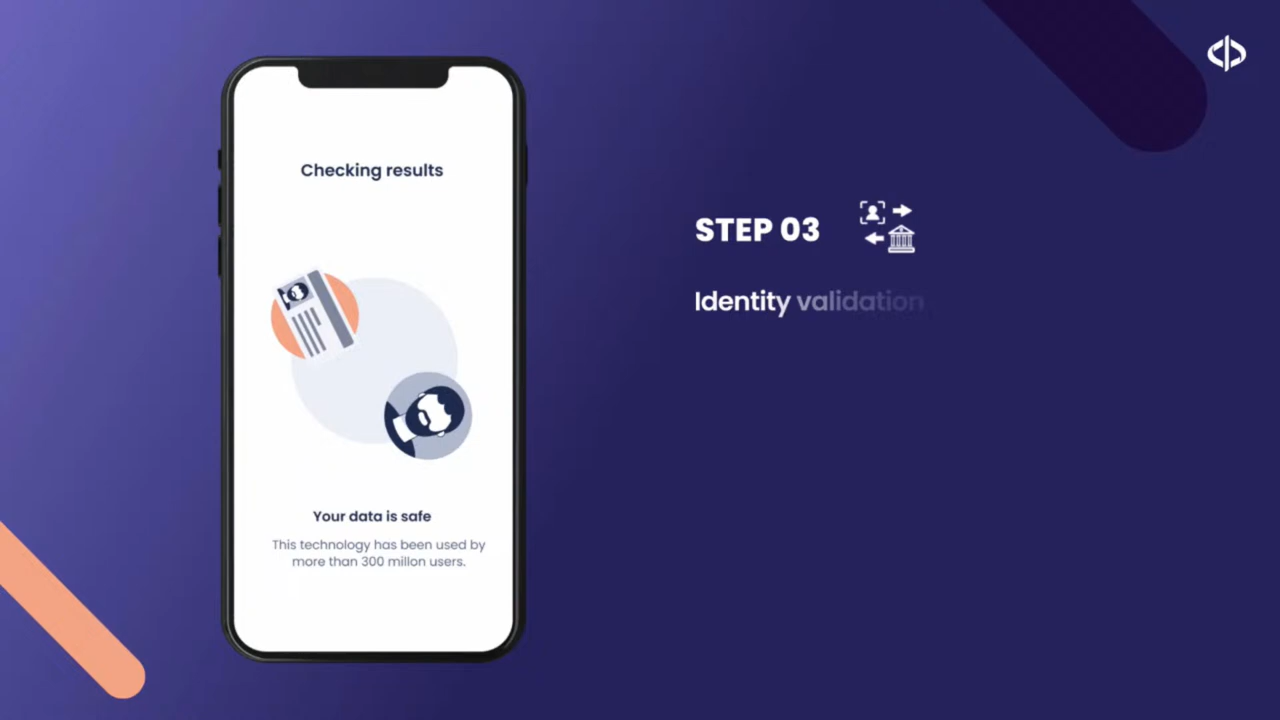 Checking results
Your data is safe
This technology has been used by
more than 300 millon users.
STEP 03
Identity validation